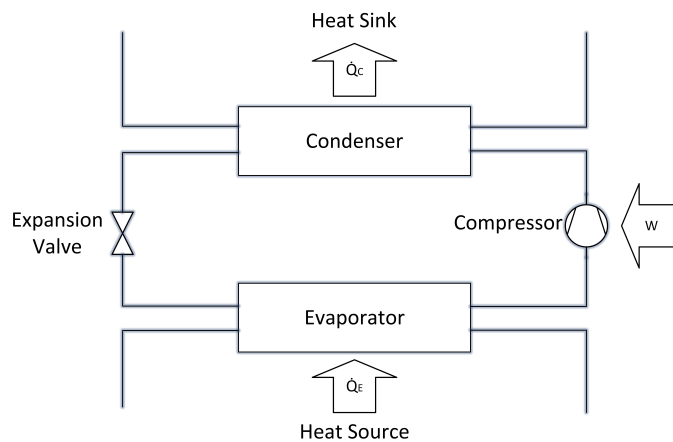 Heat Sink
Q̇c
Condenser
Expansion
Valve
Compressor
W
Evaporator
Q̇E
Heat Source